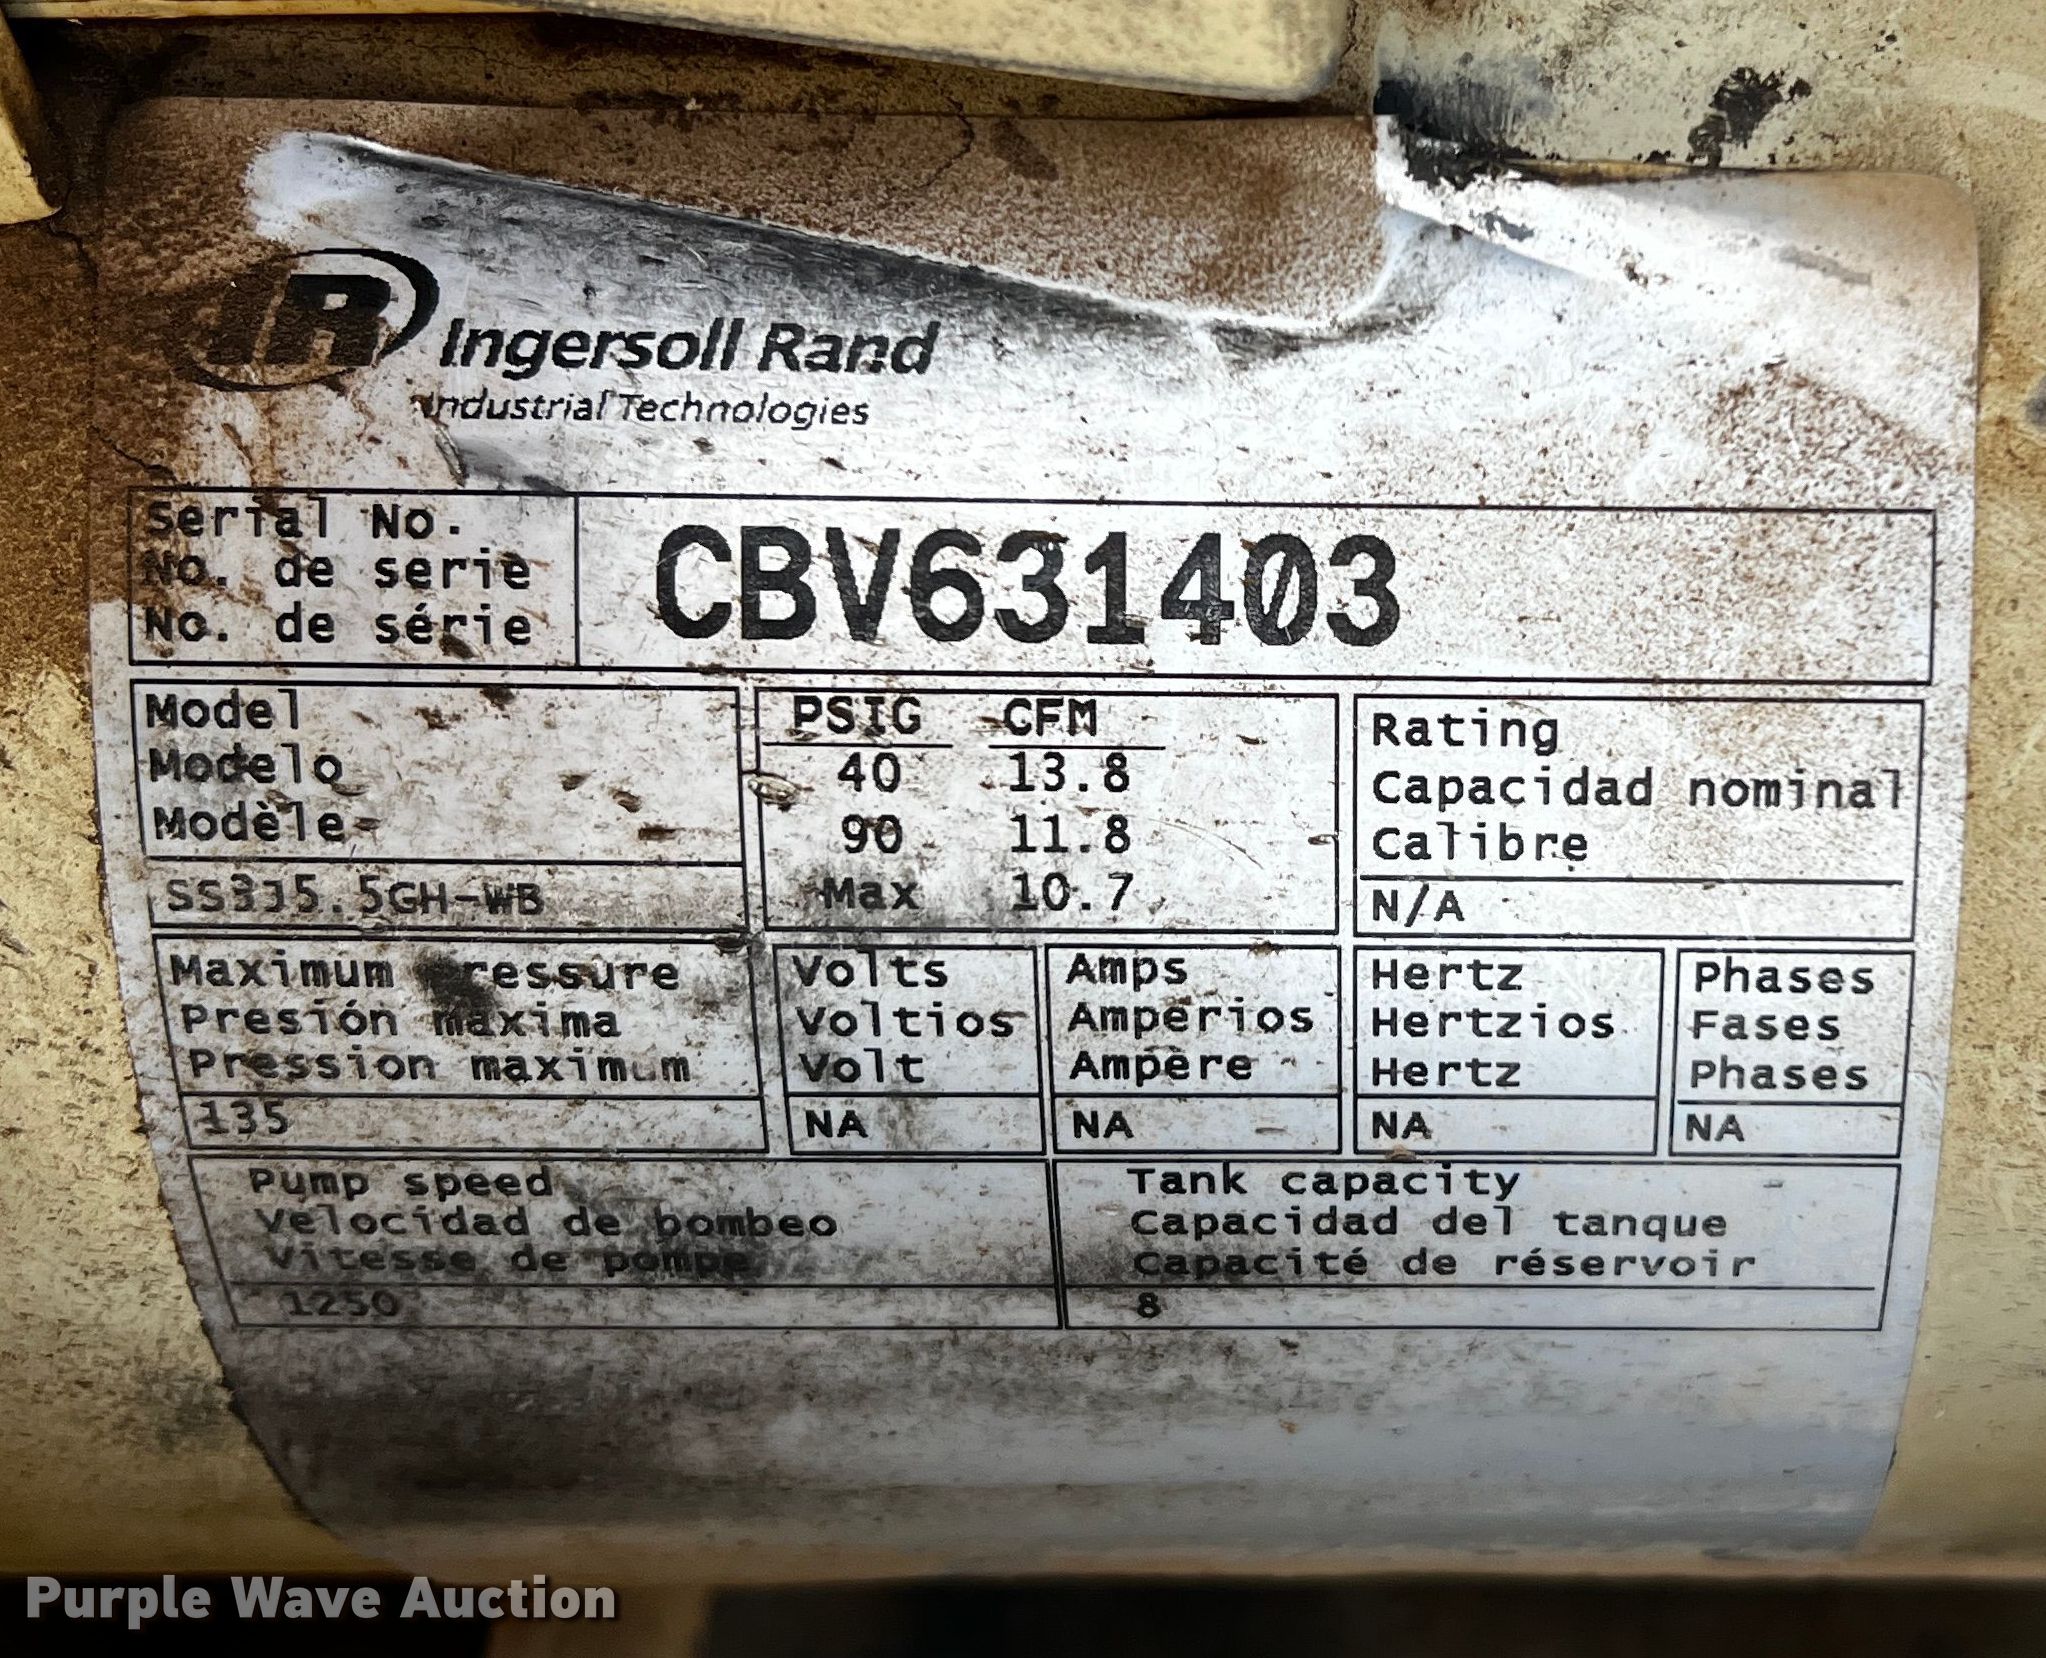 IR Ingersoll Rand
Industrial Technologies
Serial No.
No. de serie
No. de série
CBV631403
Model
Modelo
Modèle
SS3J5.5GH-WB
PSIG CFM
40 13.8
90 11.8
Max 10.7
Rating
Capacidad nominal
Calibre
N/A
Maximum Pressure
Presión máxima
Pression maximum
135
Volts
Voltios
Volt
NA
Amps
Amperios
Ampere
NA
Hertz
Hertzios
Hertz
NA
Phases
Fases
Phases
NA
Pump speed
Velocidad de bombeo
Vitesse de pompe
1250
Tank capacity
Capacidad del tanque
Capacité de réservoir
8
Purple Wave Auction